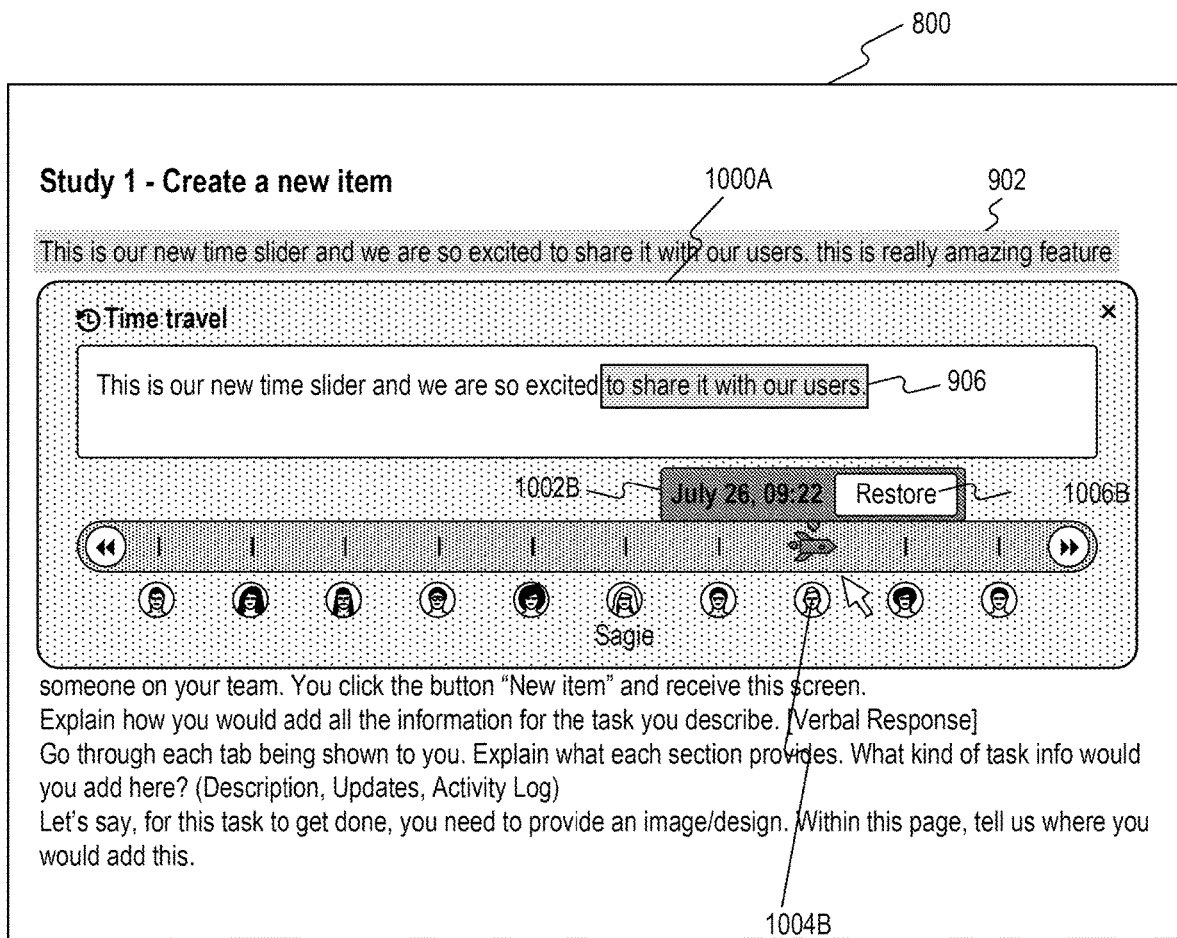 800
Study 1 - Create a new item
1000A
902
This is our new time slider and we are so excited to share it with our users. this is really amazing feature
Time travel
×
This is our new time slider and we are so excited to share it with our users.
906
1002B
July 26, 09:22
Restore
1006B
Sagie
someone on your team. You click the button “New item” and receive this screen.
Explain how you would add all the information for the task you describe. [Verbal Response]
Go through each tab being shown to you. Explain what each section provides. What kind of task info would
you add here? (Description, Updates, Activity Log)
Let’s say, for this task to get done, you need to provide an image/design. Within this page, tell us where you
would add this.
1004B